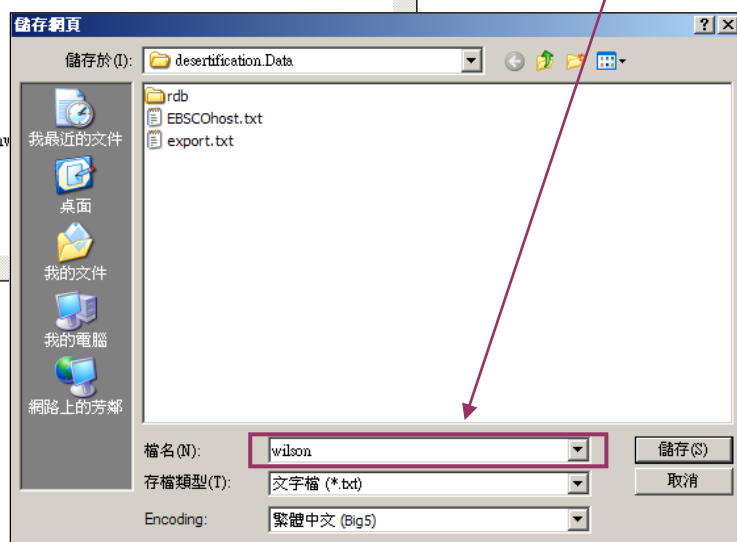 儲存網頁
儲存於(I): desertification.Data
rdb
EBSCOhost.txt
export.txt
我最近的文件
桌面
我的文件
我的電腦
網路上的芳鄰
檔名(N): wilson 儲存(S)
存檔類型(T): 文字檔 (*.txt) 取消
Encoding: 繁體中文 (Big5)